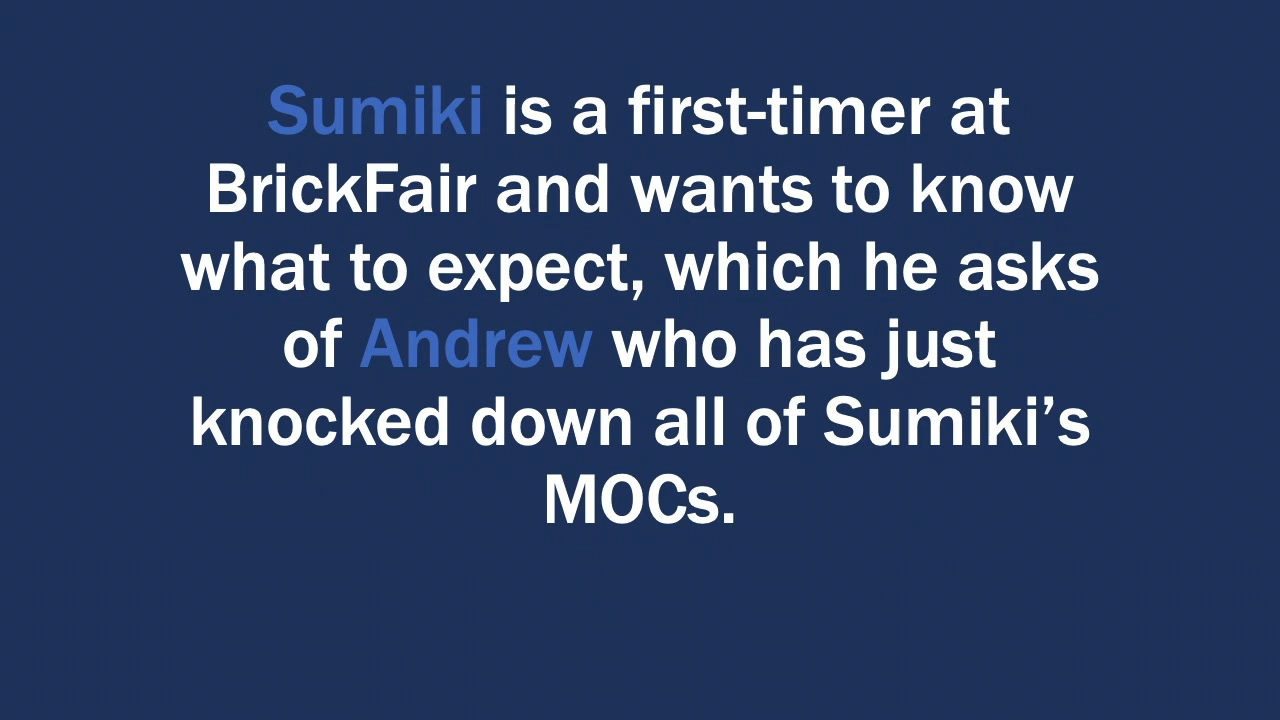 Sumiki is a first-timer at
BrickFair and wants to know
what to expect, which he asks
of Andrew who has just
knocked down all of Sumiki’s
MOCs.